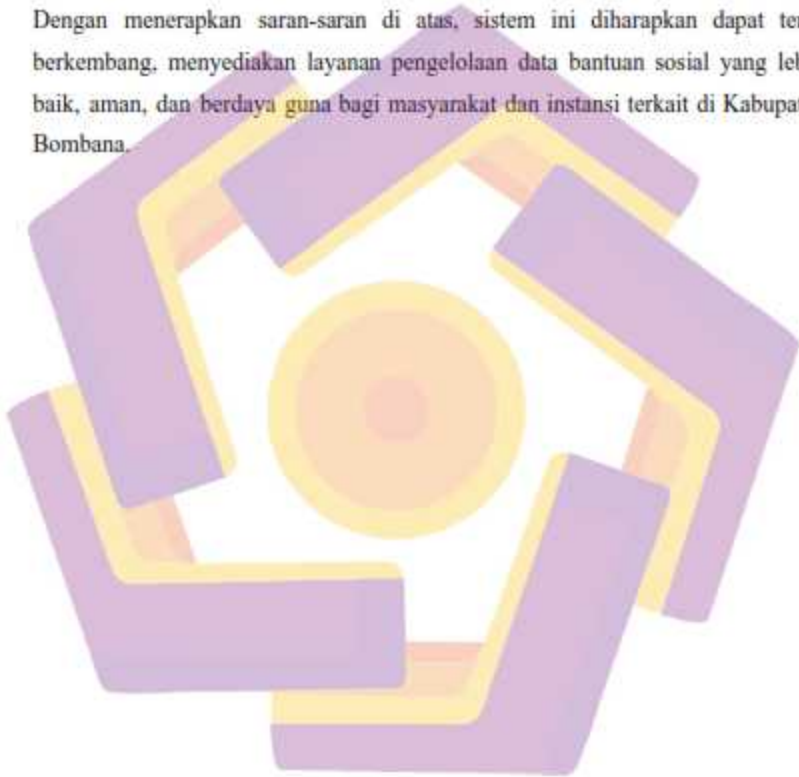 Dengan menerapkan saran-saran di atas, sistem ini diharapkan dapat ter
berkembang, menyediakan layanan pengelolaan data bantuan sosial yang leb
baik, aman, dan berdaya guna bagi masyarakat dan instansi terkait di Kabupat
Bombana.